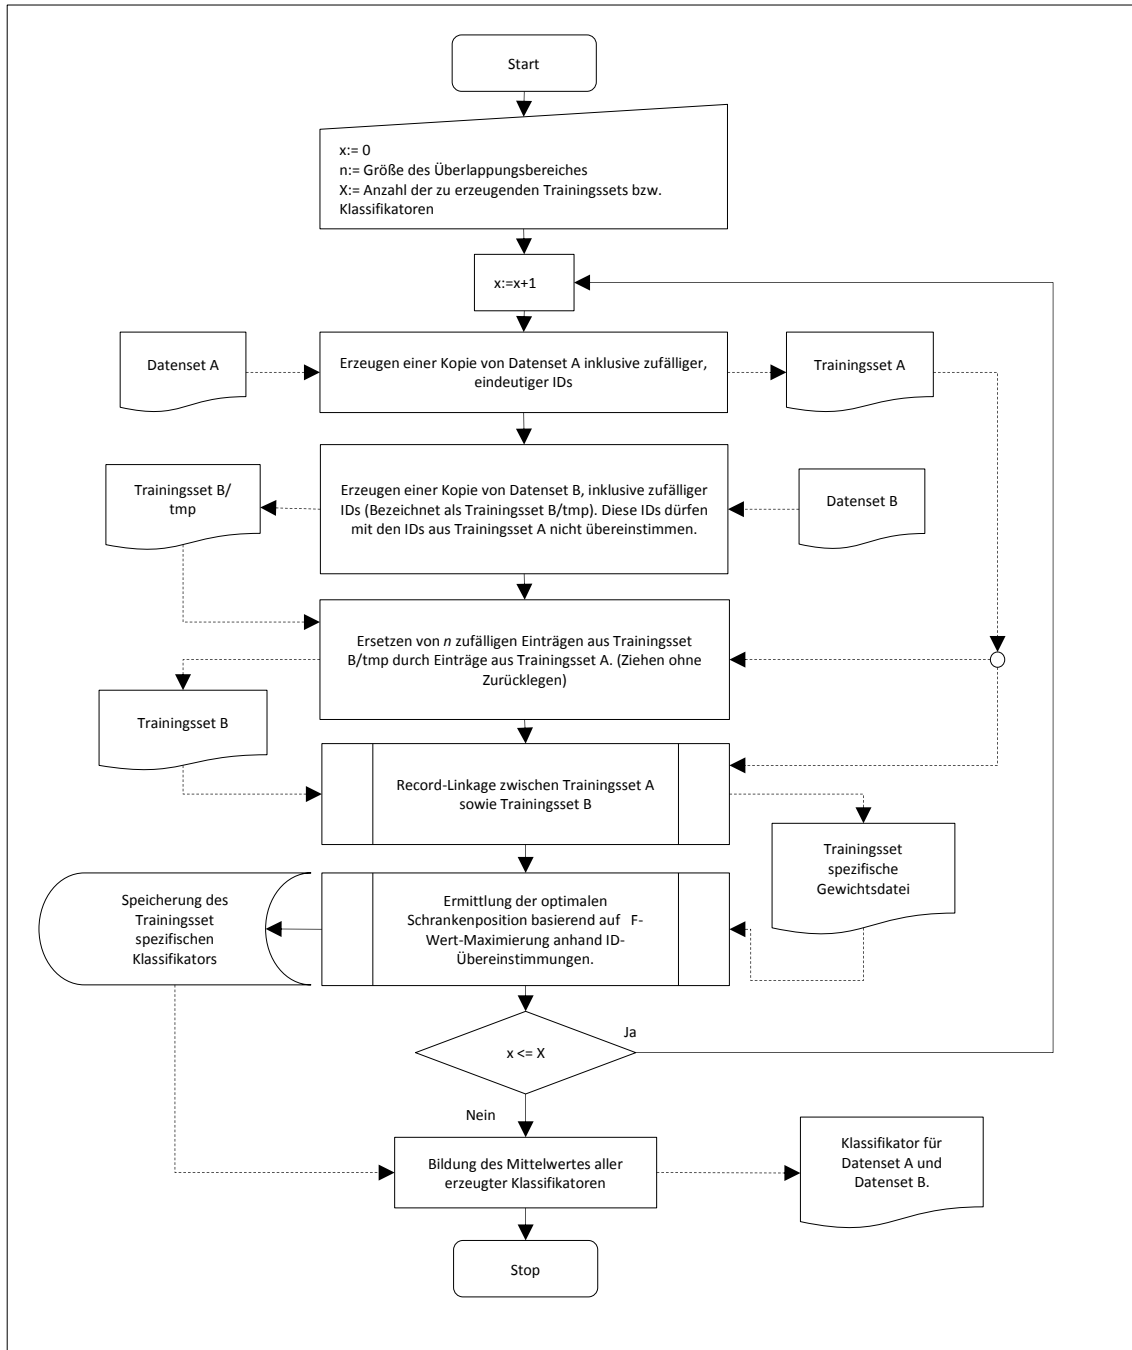 Start
x:= 0
n:= Größe des Überlappungsbereiches
X:= Anzahl der zu erzeugenden Trainingssets bzw.
Klassifikatoren
x:=x+1
Datenset A
Erzeugen einer Kopie von Datenset A inklusive zufälliger,
eindeutiger IDs
Trainingsset A
Trainingsset B/
tmp
Erzeugen einer Kopie von Datenset B, inklusive zufälliger
IDs (Bezeichnet als Trainingsset B/tmp). Diese IDs dürfen
mit den IDs aus Trainingsset A nicht übereinstimmen.
Datenset B
Ersetzen von n zufälligen Einträgen aus Trainingsset
B/tmp durch Einträge aus Trainingsset A. (Ziehen ohne
Zurücklegen)
Trainingsset B
Record-Linkage zwischen Trainingsset A
sowie Trainingsset B
Trainingsset
spezifische
Gewichtsdatei
Speicherung des
Trainingsset
spezifischen
Klassifikators
Ermittlung der optimalen
Schrankenposition basierend auf F-
Wert-Maximierung anhand ID-
Übereinstimmungen.
x <= X
Ja
Nein
Bildung des Mittelwertes aller
erzeugter Klassifikatoren
Klassifikator für
Datenset A und
Datenset B.
Stop